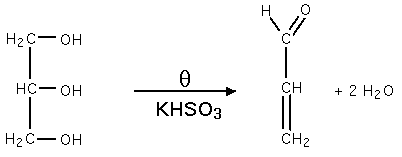 H₂C OH
HC OH
H₂C OH
θ
KHSO₃
H O
C
CH
CH₂
+ 2 H₂O